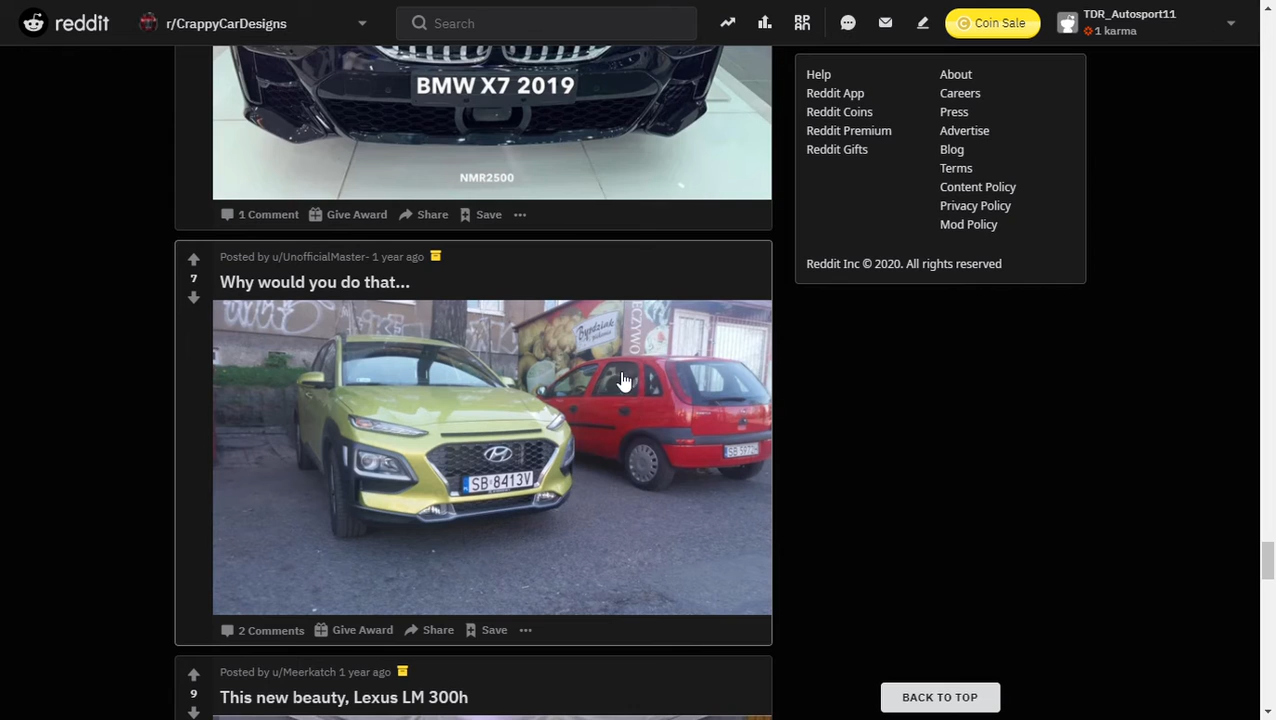 reddit
r/CrappyCarDesigns
Search
Coin Sale
TDR_Autosport11
1 karma
BMW X7 2019
NMR2500
1 Comment
Give Award
Share
Save
Help
About
Reddit App
Careers
Reddit Coins
Press
Reddit Premium
Advertise
Reddit Gifts
Blog
Terms
Content Policy
Privacy Policy
Mod Policy
Reddit Inc © 2020. All rights reserved
7
Posted by u/UnofficialMaster- 1 year ago
Why would you do that...
SB 8413V
2 Comments
Give Award
Share
Save
9
Posted by u/Meerkatch 1 year ago
This new beauty, Lexus LM 300h
BACK TO TOP